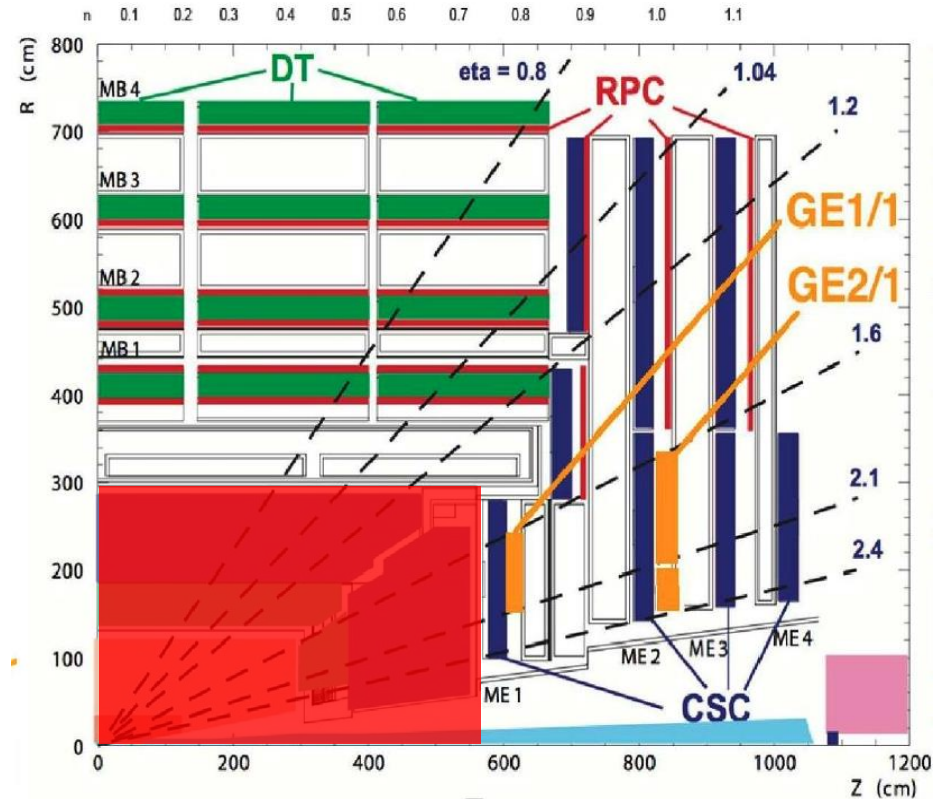 n 0.1 0.2 0.3 0.4 0.5 0.6 0.7 0.8 0.9 1.0 1.1
R (cm)
800
700
600
500
400
300
200
100
0
MB 4
MB 3
MB 2
MB 1
DT
eta = 0.8
1.04
RPC
1.2
GE1/1
GE2/1
1.6
2.1
2.4
ME 1
ME 2
ME 3
ME 4
CSC
0 200 400 600 800 1000 1200
Z (cm)